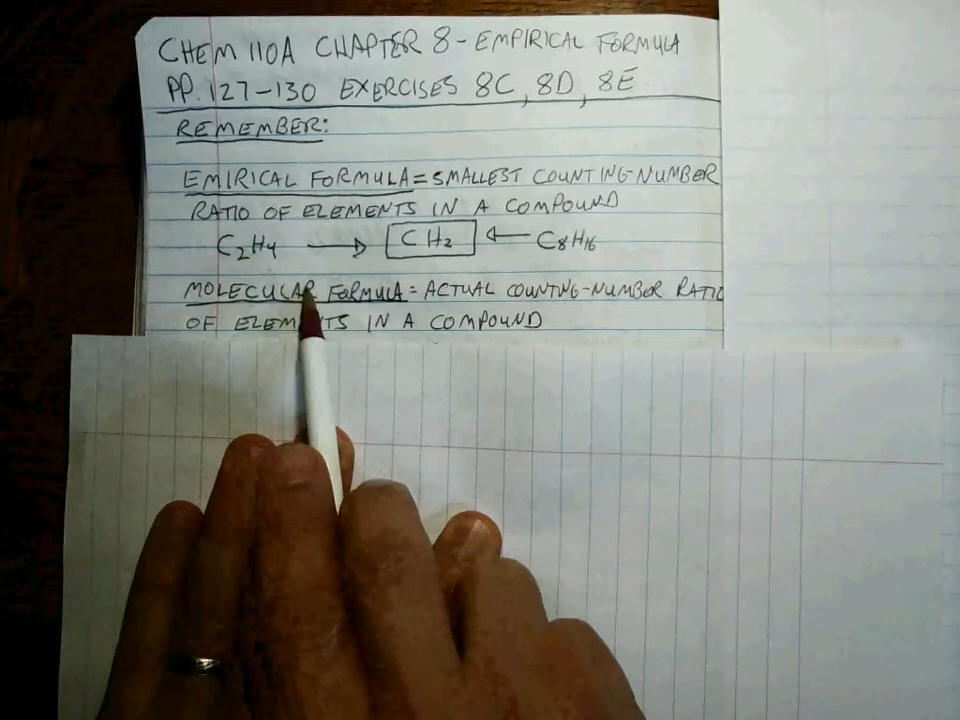 CHEM 110A CHAPTER 8 - EMPIRICAL FORMULA
PP. 127-130 EXERCISES 8C, 8D, 8E
REMEMBER:
EMIRICAL FORMULA = SMALLEST COUNTING-NUMBER
RATIO OF ELEMENTS IN A COMPOUND
C2H4 → CH2 ← C8H16
MOLECULAR FORMULA = ACTUAL COUNTNG-NUMBER RATIO
OF ELEMENTS IN A COMPOUND